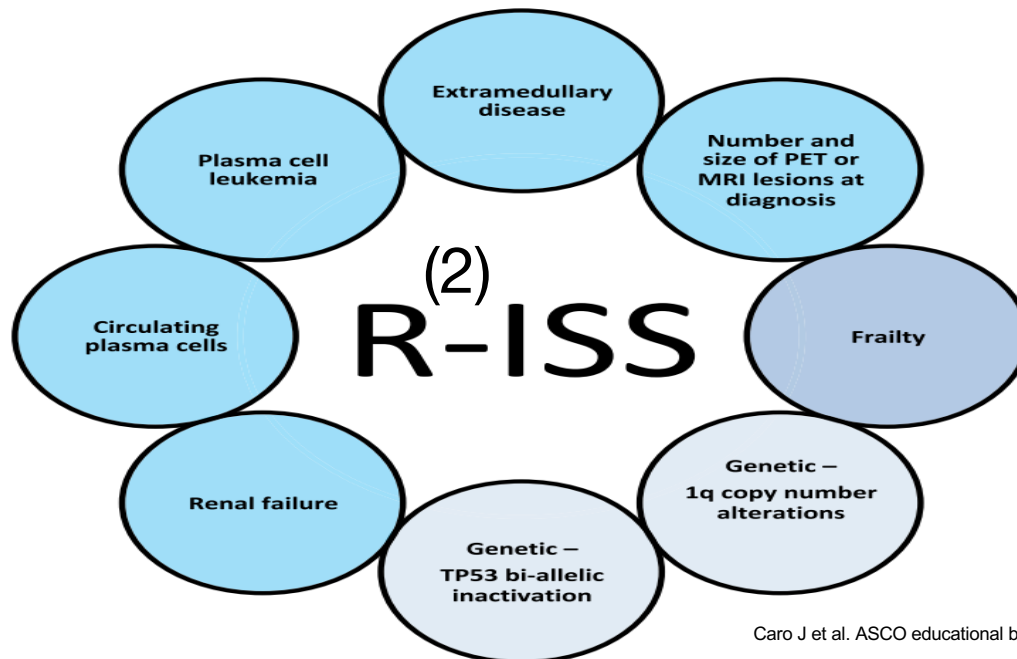 Extramedullary
disease
Number and
size of PET or
MRI lesions at
diagnosis
Plasma cell
leukemia
(2)
R-ISS
Circulating
plasma cells
Frailty
Renal failure
Genetic –
1q copy number
alterations
Genetic –
TP53 bi-allelic
inactivation
Caro J et al. ASCO educational b